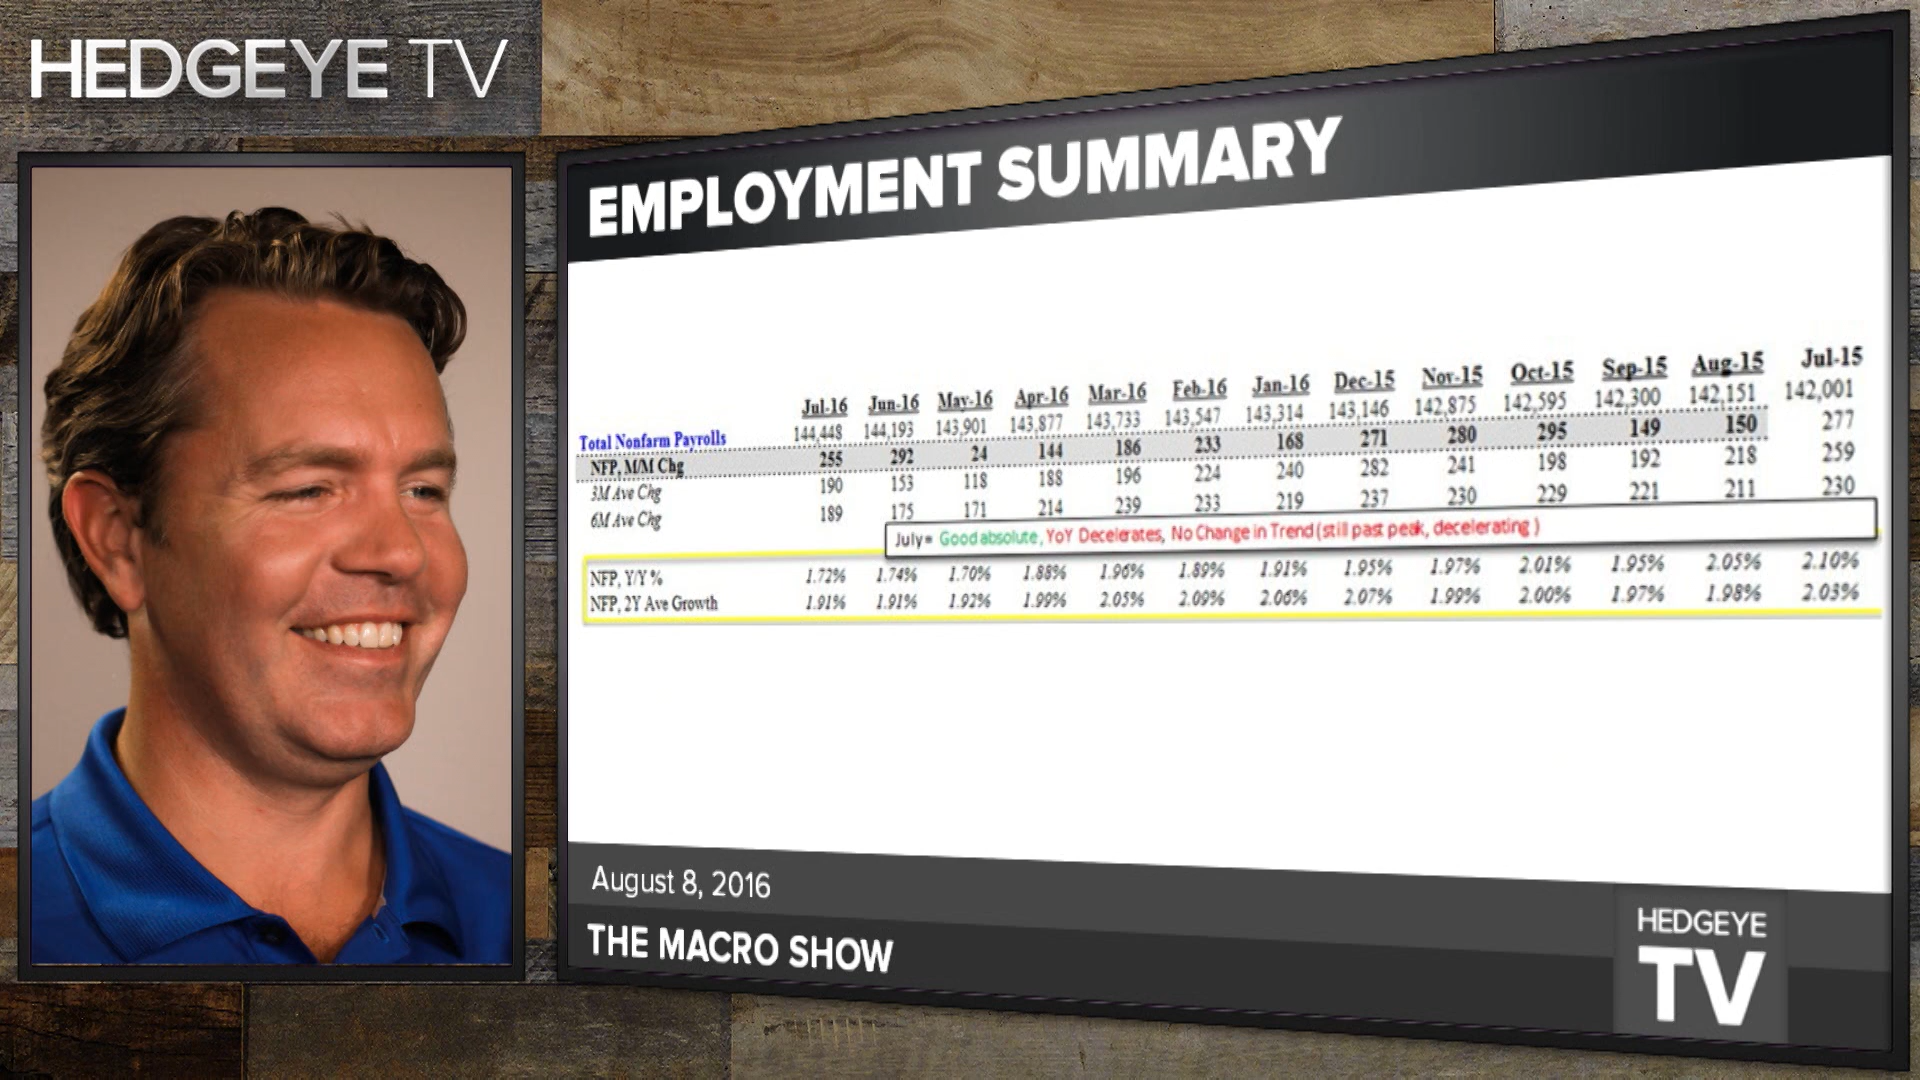 HEDGEYE TV
EMPLOYMENT SUMMARY
Jul-16 Jun-16 May-16 Apr-16 Mar-16 Feb-16 Jan-16 Dec-15 Nov-15 Oct-15 Sep-15 Aug-15 Jul-15
Total Nonfarm Payrolls 144,448 144,193 143,901 143,877 143,733 143,547 143,314 143,146 142,875 142,595 142,300 142,151 142,001
NFP, M/M Chg 255 292 24 144 186 233 168 271 280 295 149 150 277
3M Ave Chg 190 153 118 188 196 224 240 282 241 198 192 218 259
6M Ave Chg 189 175 171 214 239 233 219 237 230 229 221 211 230
July= Good absolute, YoY Decelerates, No Change in Trend (still past peak, decelerating )
NFP, Y/Y % 1.72% 1.74% 1.70% 1.88% 1.96% 1.89% 1.91% 1.95% 1.97% 2.01% 1.95% 2.05% 2.10%
NFP, 2Y Ave Growth 1.91% 1.91% 1.92% 1.99% 2.05% 2.09% 2.06% 2.07% 1.99% 2.00% 1.97% 1.98% 2.03%
August 8, 2016
THE MACRO SHOW
HEDGEYE
TV